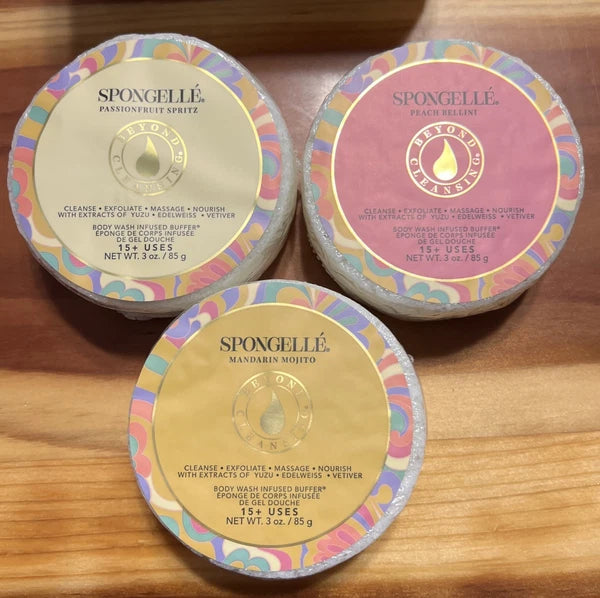 SPONGELLÉ®
PASSIONFRUIT SPRITZ
BEYOND
CLEANSING®
CLEANSE • EXFOLIATE • MASSAGE • NOURISH
WITH EXTRACTS OF YUZU • EDELWEISS • VETIVER
BODY WASH INFUSED BUFFER®
ÉPONGE DE CORPS INFUSÉE
DE GEL DOUCHE
15+ USES
NET WT. 3 oz. / 85 g
SPONGELLÉ®
PEACH BELLINI
BEYOND
CLEANSING®
CLEANSE • EXFOLIATE • MASSAGE • NOURISH
WITH EXTRACTS OF YUZU • EDELWEISS • VETIVER
BODY WASH INFUSED BUFFER®
ÉPONGE DE CORPS INFUSÉE
DE GEL DOUCHE
15+ USES
NET WT. 3 oz. / 85 g
SPONGELLÉ®
MANDARIN MOJITO
BEYOND
CLEANSING®
CLEANSE • EXFOLIATE • MASSAGE • NOURISH
WITH EXTRACTS OF YUZU • EDELWEISS • VETIVER
BODY WASH INFUSED BUFFER®
ÉPONGE DE CORPS INFUSÉE
DE GEL DOUCHE
15+ USES
NET WT. 3 oz. / 85 g